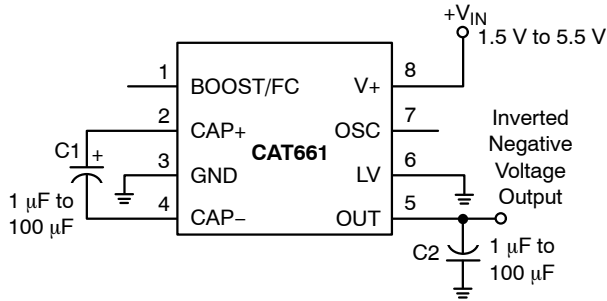 +VIN
1.5 V to 5.5 V
1
BOOST/FC
V+
8
2
CAP+
OSC
7
CAT661
3
GND
LV
6
4
CAP−
OUT
5
C1
+
1 μF to
100 μF
Inverted
Negative
Voltage
Output
C2
1 μF to
100 μF